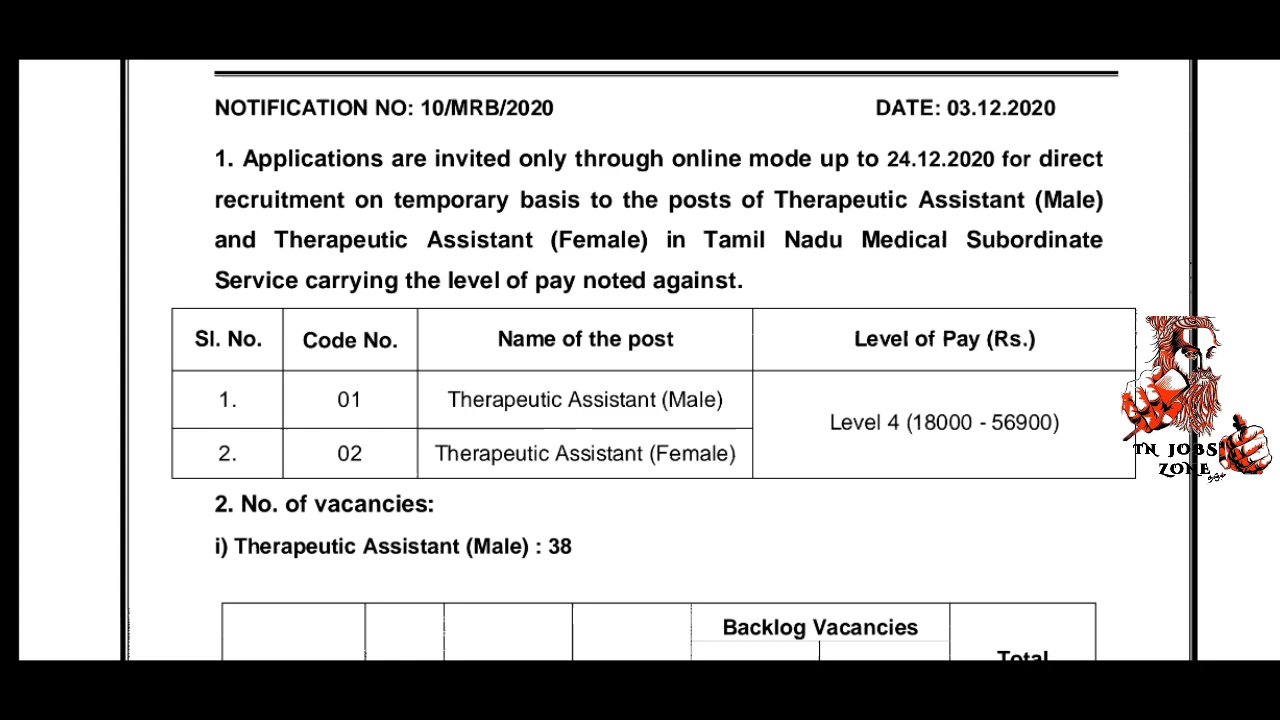 NOTIFICATION NO: 10/MRB/2020 DATE: 03.12.2020
1. Applications are invited only through online mode up to 24.12.2020 for direct
recruitment on temporary basis to the posts of Therapeutic Assistant (Male)
and Therapeutic Assistant (Female) in Tamil Nadu Medical Subordinate
Service carrying the level of pay noted against.
Sl. No. Code No. Name of the post Level of Pay (Rs.)
1. 01 Therapeutic Assistant (Male)
Level 4 (18000 - 56900)
2. 02 Therapeutic Assistant (Female)
TN JOBS
ZONE
2. No. of vacancies:
i) Therapeutic Assistant (Male) : 38
Backlog Vacancies
Total